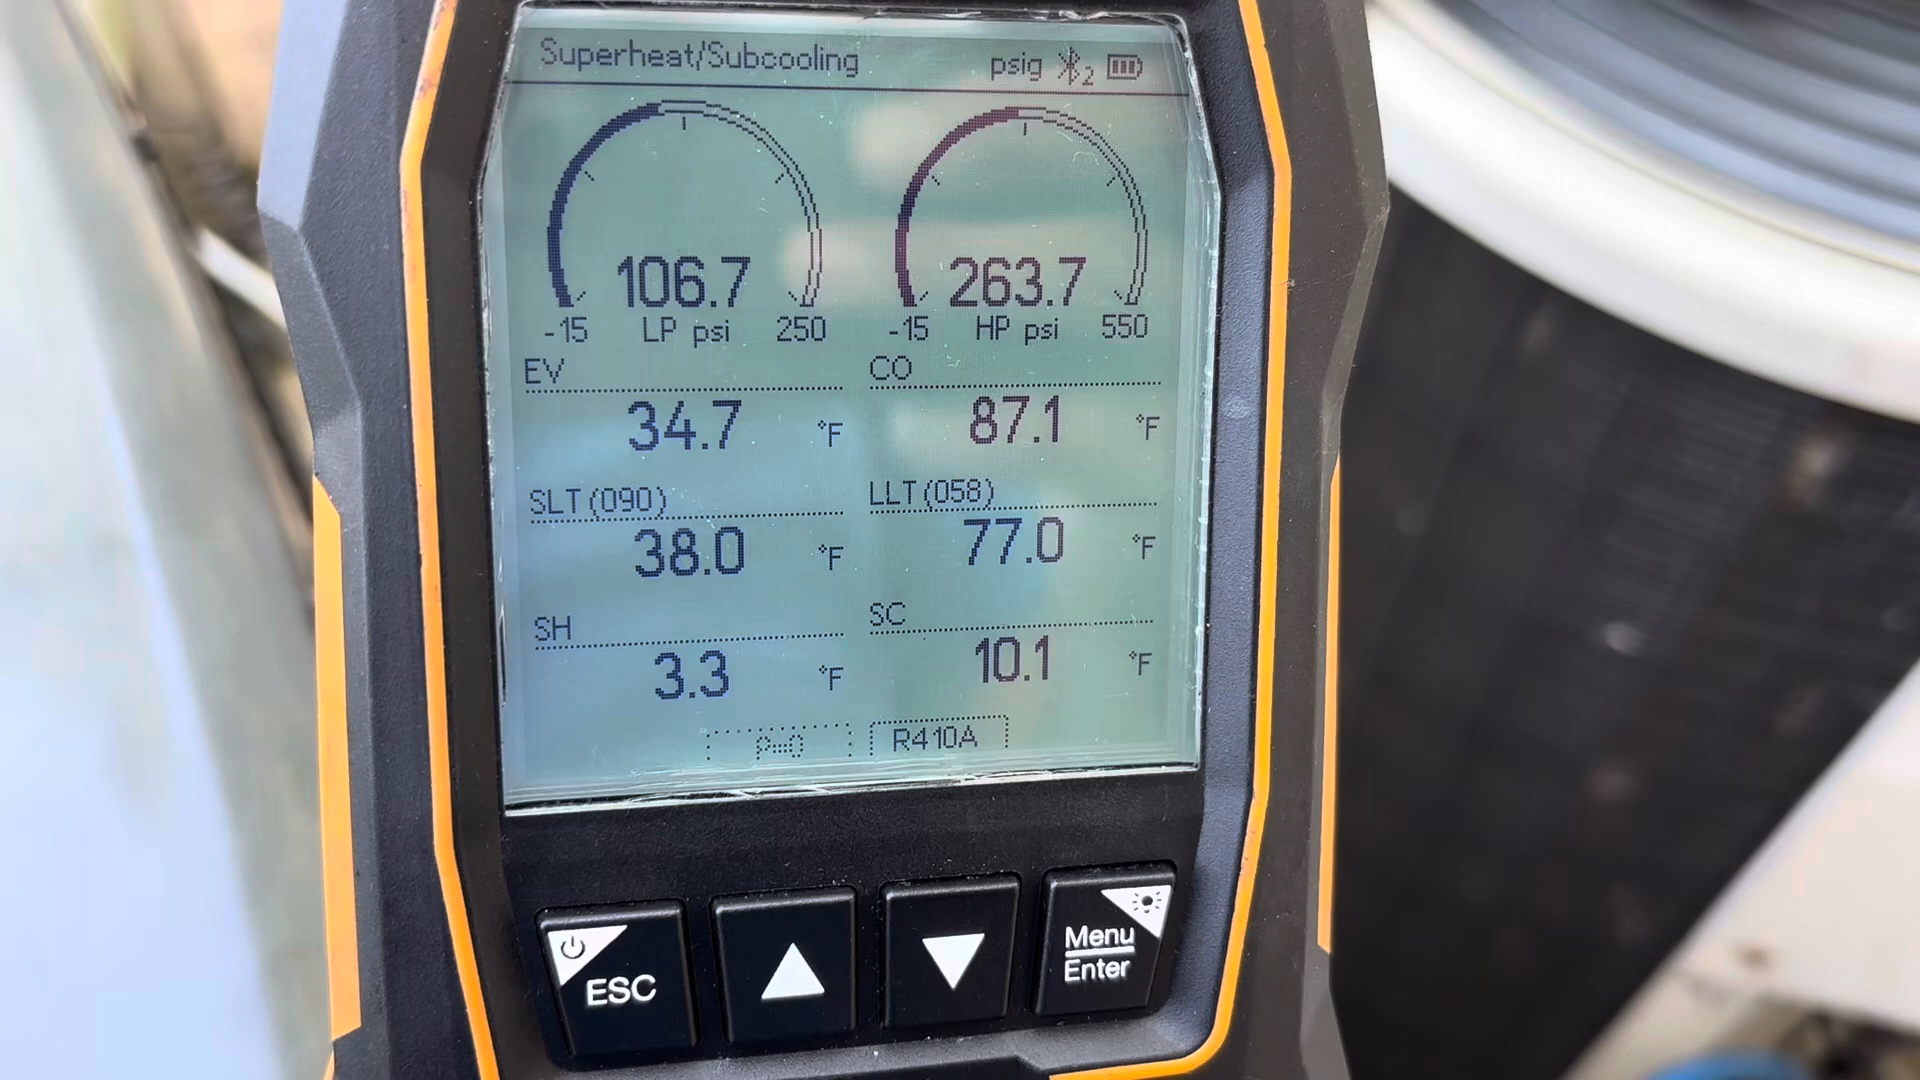 Superheat/Subcooling psig 2
106.7 263.7
-15 LP psi 250 -15 HP psi 550
EV CO
34.7 °F 87.1 °F
SLT (090) LLT (058)
38.0 °F 77.0 °F
SH SC
3.3 °F 10.1 °F
P=0 R410A
ESC Menu
Enter